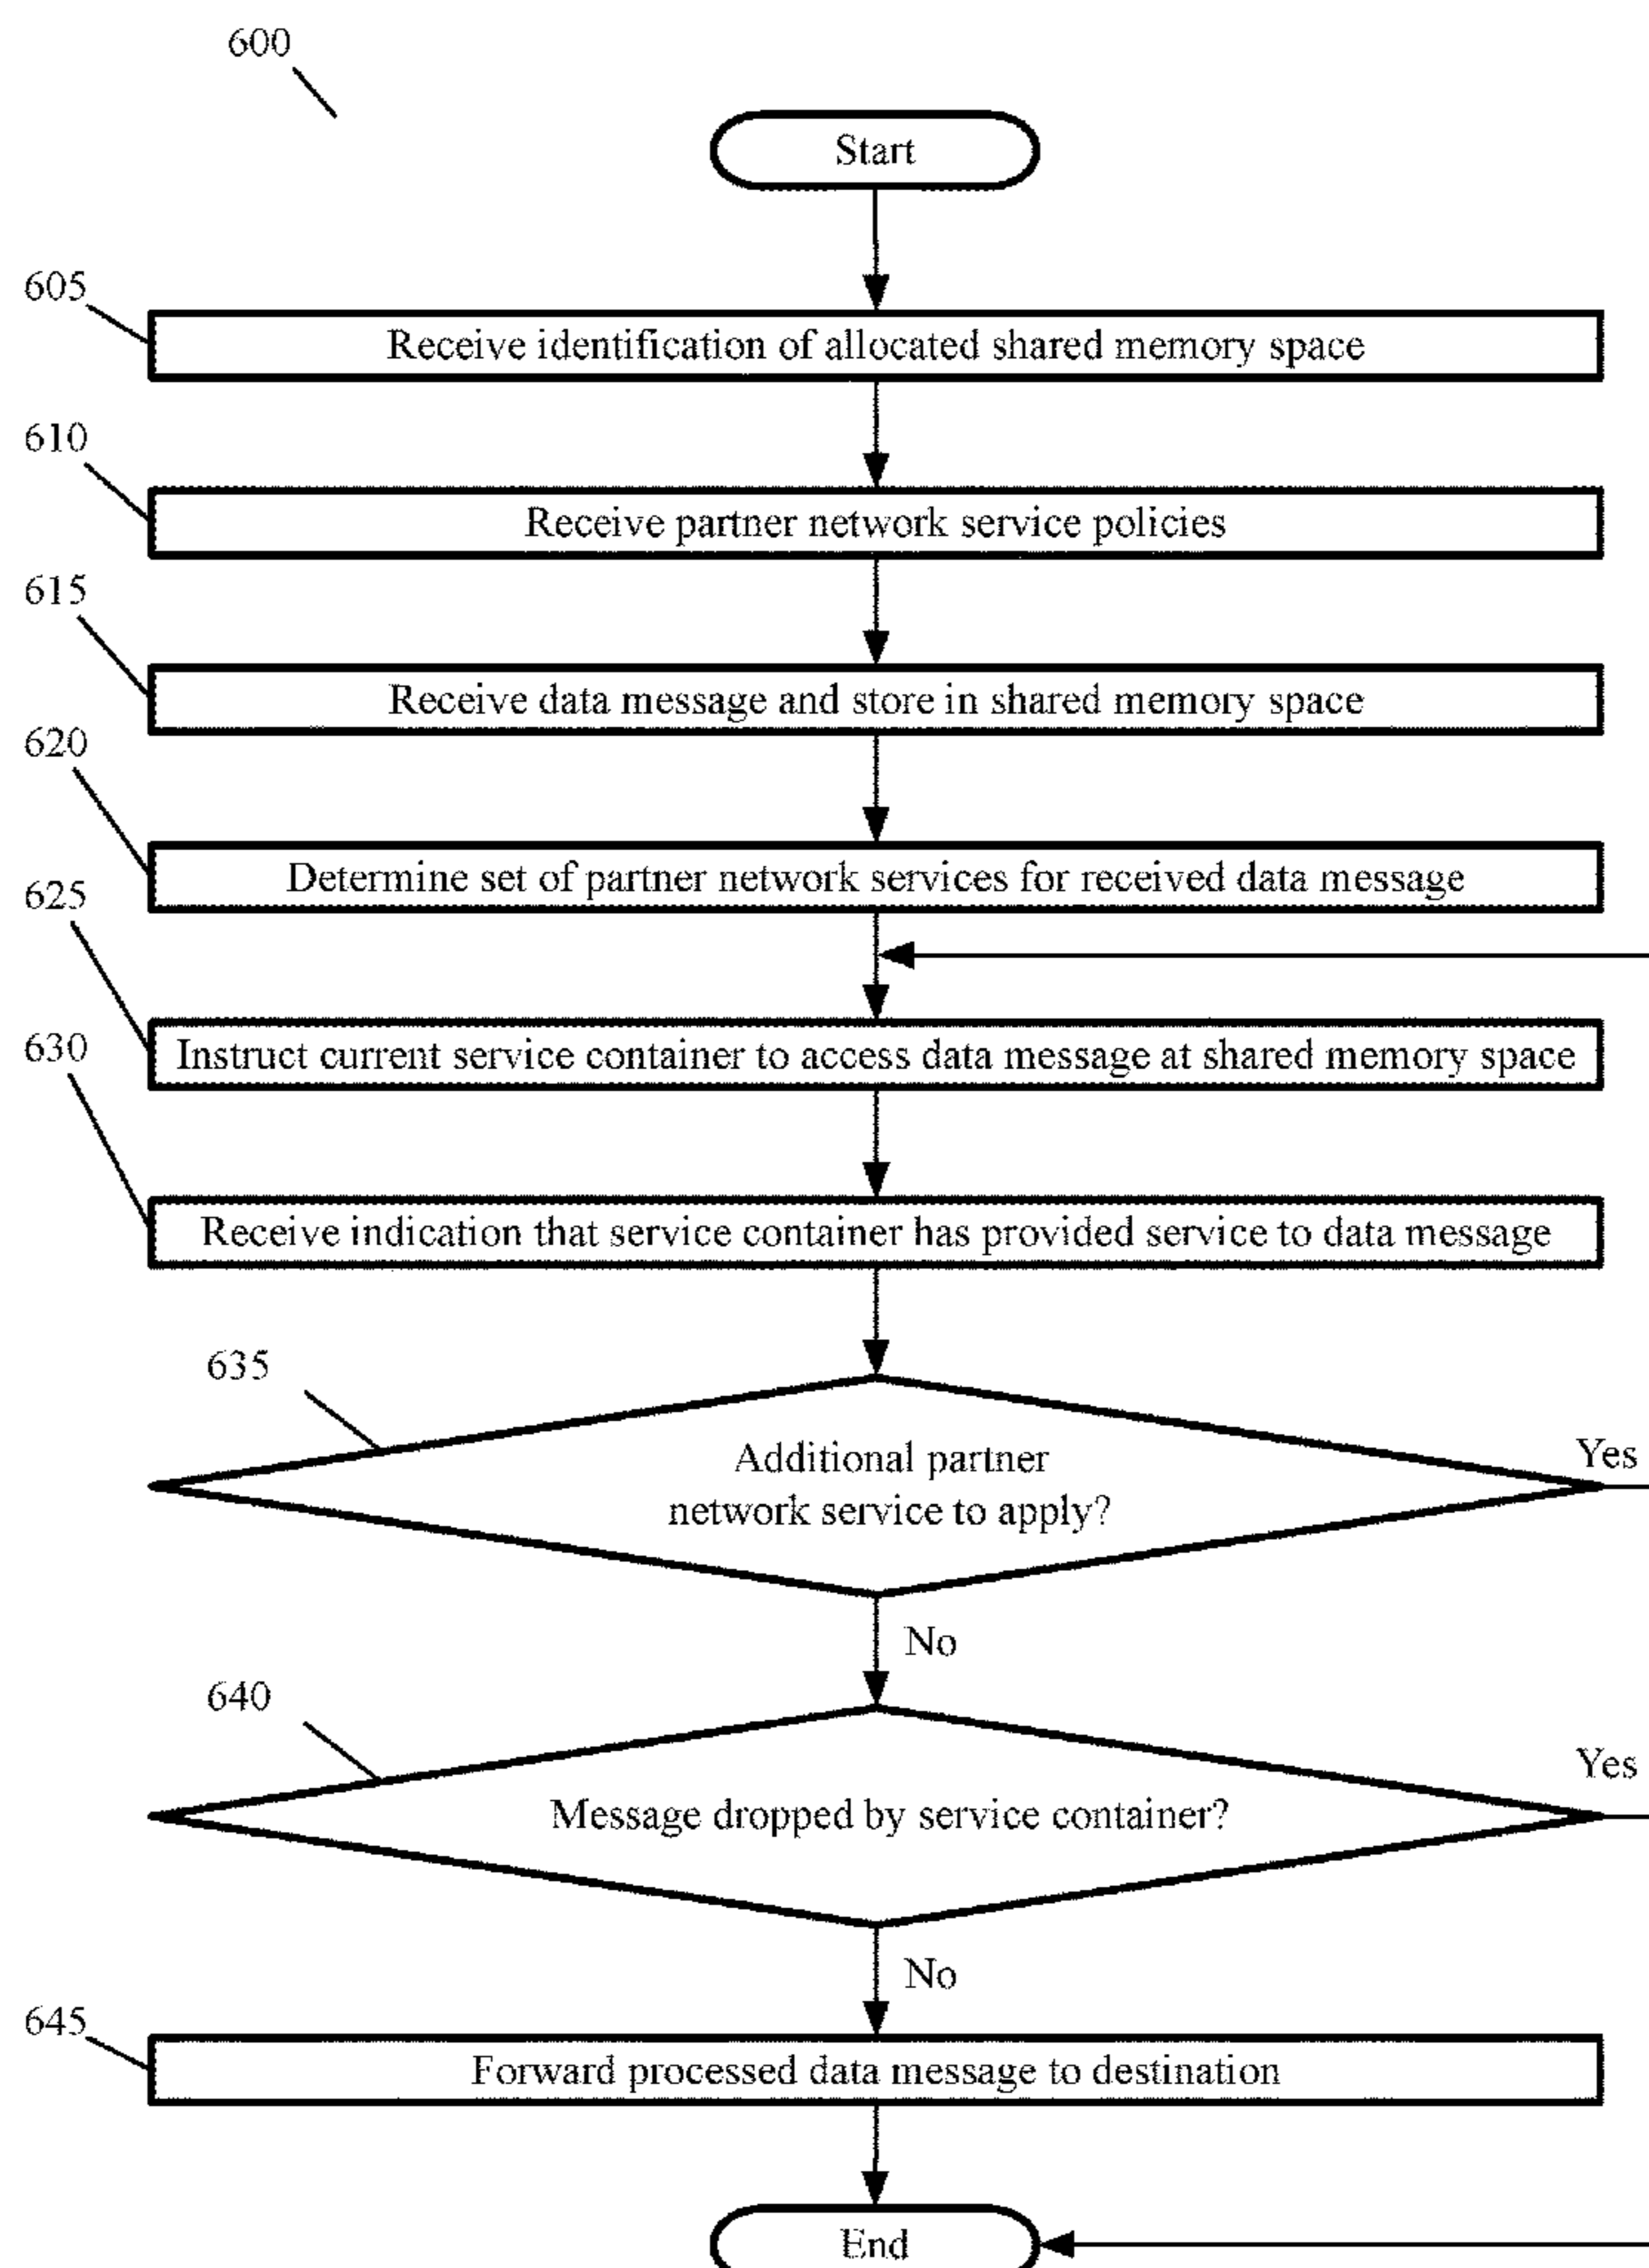 600
Start
605
Receive identification of allocated shared memory space
610
Receive partner network service policies
615
Receive data message and store in shared memory space
620
Determine set of partner network services for received data message
625
Instruct current service container to access data message at shared memory space
630
Receive indication that service container has provided service to data message
635
Additional partner
network service to apply?
Yes
No
640
Message dropped by service container?
Yes
No
645
Forward processed data message to destination
End